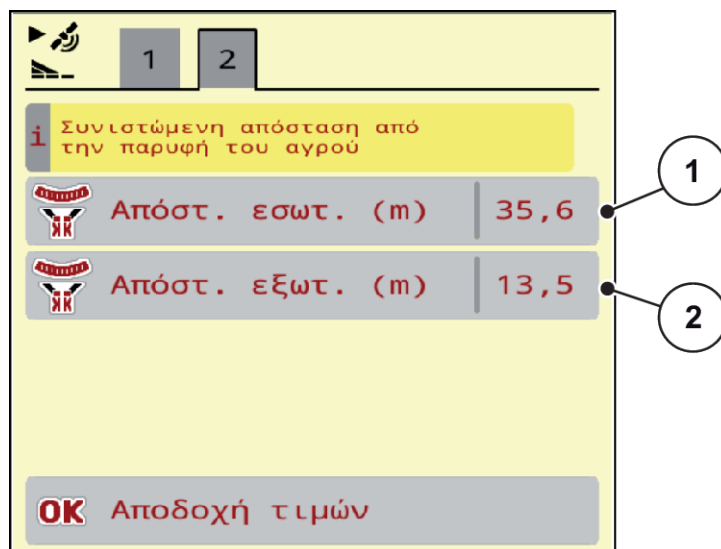 1 2
i Συνιστώμενη απόσταση από
την παρυφή του αγρού
Απόστ. εσωτ. (m) 35,6
1
Απόστ. εξωτ. (m) 13,5
2
OK Αποδοχή τιμών